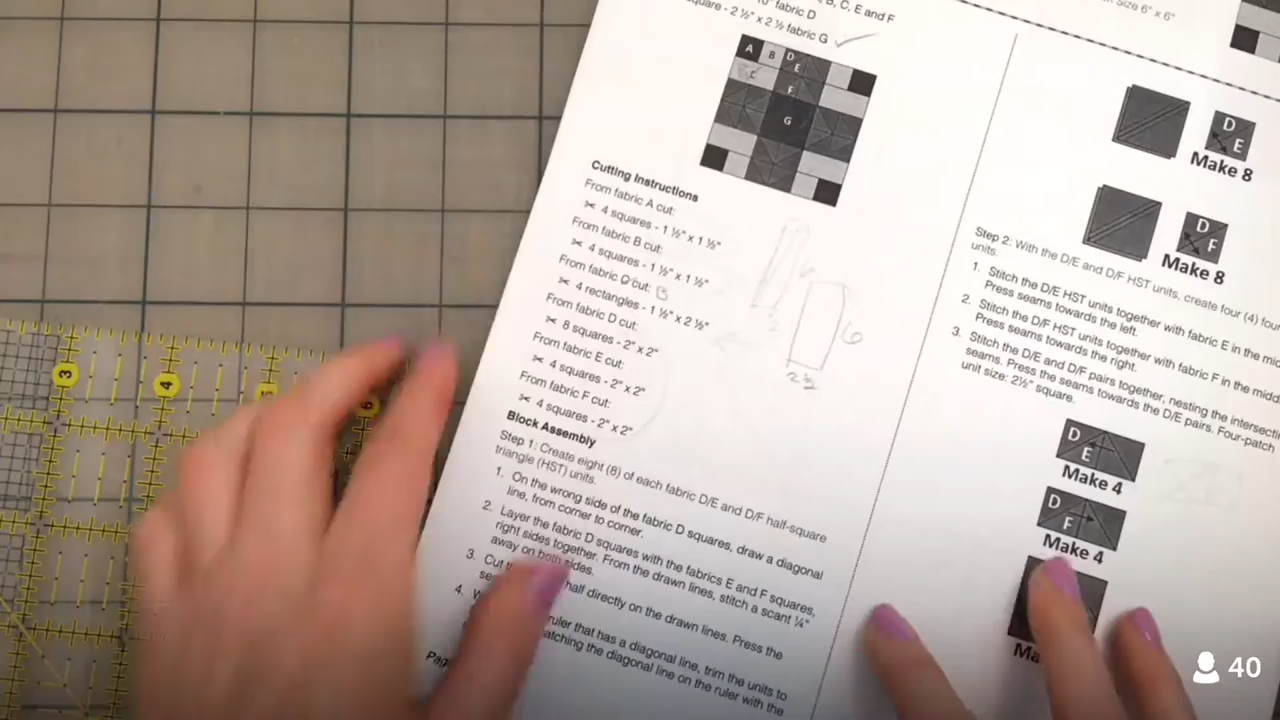 B, C, E and F
fabric D
square - 2 ½" x 2 ½ fabric G
A B D
E
F
G
Cutting Instructions
From fabric A cut:
4 squares - 1 ½" x 1 ½"
From fabric B cut:
4 squares - 1 ½" x 1 ½"
From fabric C cut: B
4 rectangles - 1 ½" x 2 ½"
From fabric D cut:
8 squares - 2" x 2"
From fabric E cut:
4 squares - 2" x 2"
From fabric F cut:
4 squares - 2" x 2"
6
2 ½
Block Assembly
Step 1: Create eight (8) of each fabric D/E and D/F half-square
triangle (HST) units.
1. On the wrong side of the fabric D squares, draw a diagonal
line, from corner to corner.
2. Layer the fabric D squares with the fabrics E and F squares,
right sides together. From the drawn lines, stitch a scant ¼"
away on both sides.
3. Cut half directly on the drawn lines. Press the
4. ruler that has a diagonal line, trim the units to
the diagonal line on the ruler with the
Size 6" x 6"
D
E
Make 8
D
F
Make 8
Step 2: With the D/E and D/F HST units, create four (4)
units.
1. Stitch the D/E HST units together with fabric E in the
Press seams towards the left.
2. Stitch the D/F HST units together with fabric F in the
Press seams towards the right.
3. Stitch the D/E and D/F pairs together, nesting the
seams. Press the seams towards the D/E pairs. Four-patch
unit size: 2½" square.
D
E
Make 4
D
F
Make 4
3 4 5 6
40